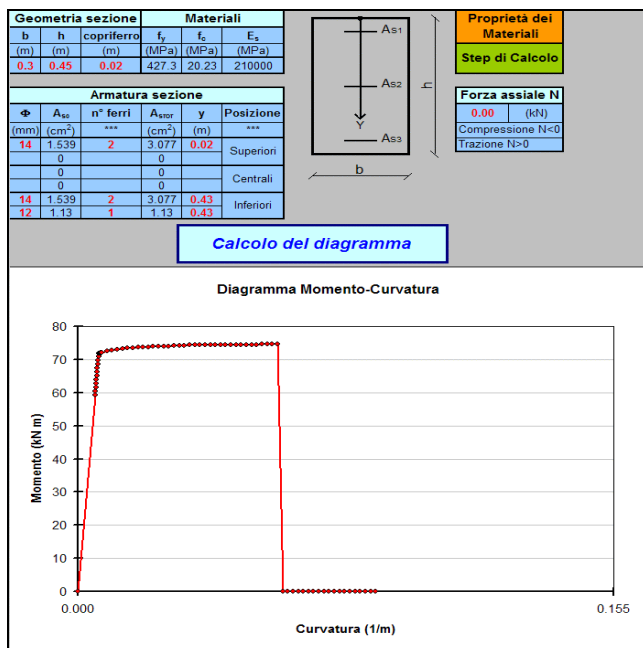 Geometria sezione Materiali
b h copriferro fy fc Es
(m) (m) (m) (MPa) (MPa) (MPa)
0.3 0.45 0.02 427.3 20.23 210000
Armatura sezione
Φ Aso n° ferri Astot y Posizione
(mm) (cm²) *** (cm²) (m) ***
14 1.539 2 3.077 0.02 Superiori
0 0
0 0 Centrali
0 0
14 1.539 2 3.077 0.43 Inferiori
12 1.13 1 1.13 0.43
As1
As2
Y
As3
h
b
Proprietà dei
Materiali
Step di Calcolo
Forza assiale N
0.00 (kN)
Compressione N<0
Trazione N>0
Calcolo del diagramma
Diagramma Momento-Curvatura
Momento (kN m)
80
70
60
50
40
30
20
10
0
0.000 0.155
Curvatura (1/m)